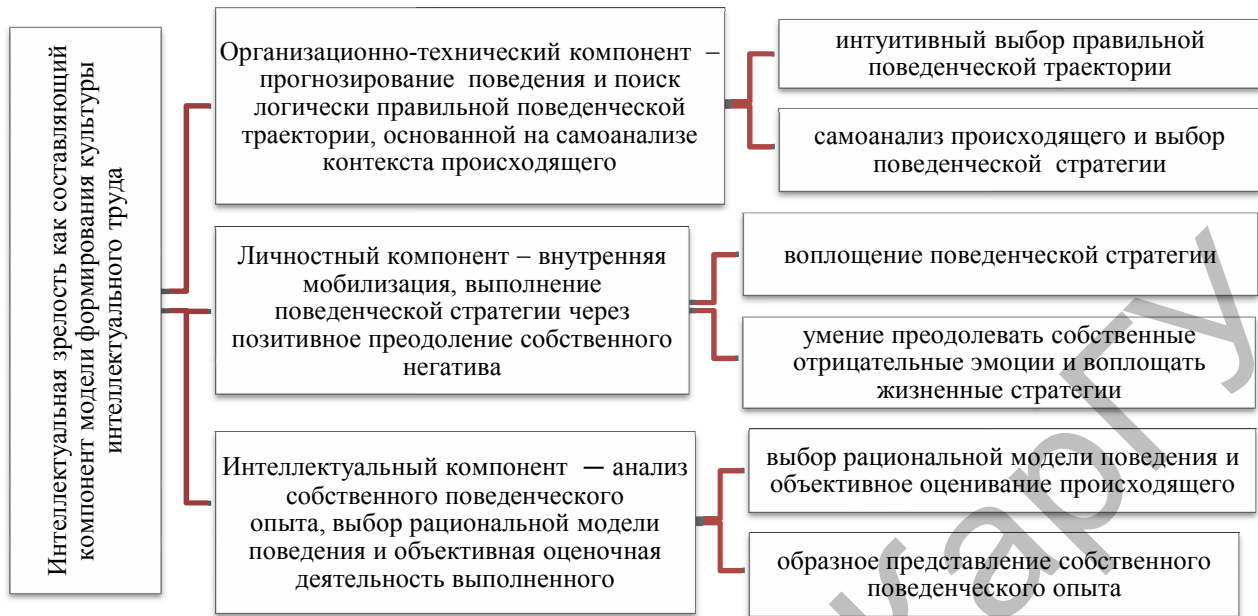 Интеллектуальная зрелость как составляющий
компонент модели формирования культуры
интеллектуального труда
Организационно-технический компонент –
прогнозирование поведения и поиск
логически правильной поведенческой
траектории, основанной на самоанализе
контекста происходящего
интуитивный выбор правильной
поведенческой траектории
самоанализ происходящего и выбор
поведенческой стратегии
Личностный компонент – внутренняя
мобилизация, выполнение
поведенческой стратегии через
позитивное преодоление собственного
негатива
воплощение поведенческой стратегии
умение преодолевать собственные
отрицательные эмоции и воплощать
жизненные стратегии
Интеллектуальный компонент — анализ
собственного поведенческого
опыта, выбор рациональной модели
поведения и объективная оценочная
деятельность выполненного
выбор рациональной модели поведения и
объективное оценивание происходящего
образное представление собственного
поведенческого опыта
КарГУ